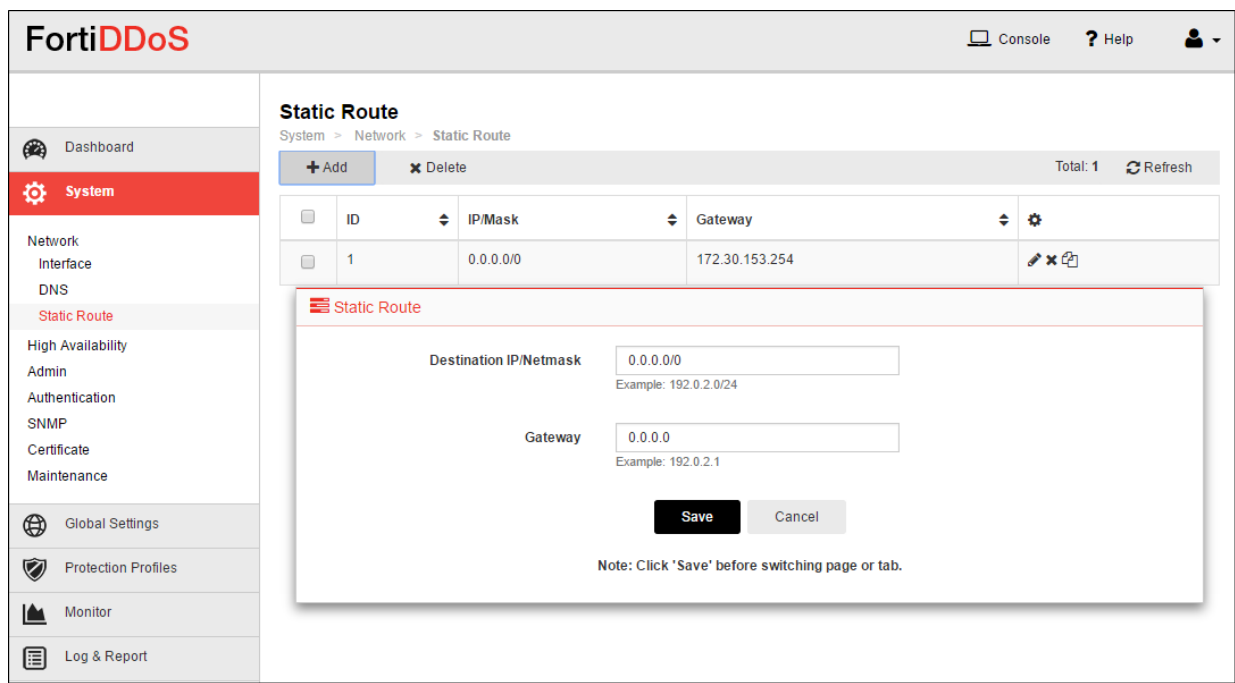 FortiDDoS
Console ? Help
Static Route
System > Network > Static Route
Dashboard
Add Delete Total: 1 Refresh
System
ID IP/Mask Gateway
1 0.0.0.0/0 172.30.153.254
Network
Interface
DNS
Static Route
High Availability
Admin
Authentication
SNMP
Certificate
Maintenance
Static Route
Destination IP/Netmask 0.0.0.0/0
Example: 192.0.2.0/24
Gateway 0.0.0.0
Example: 192.0.2.1
Save Cancel
Note: Click 'Save' before switching page or tab.
Global Settings
Protection Profiles
Monitor
Log & Report